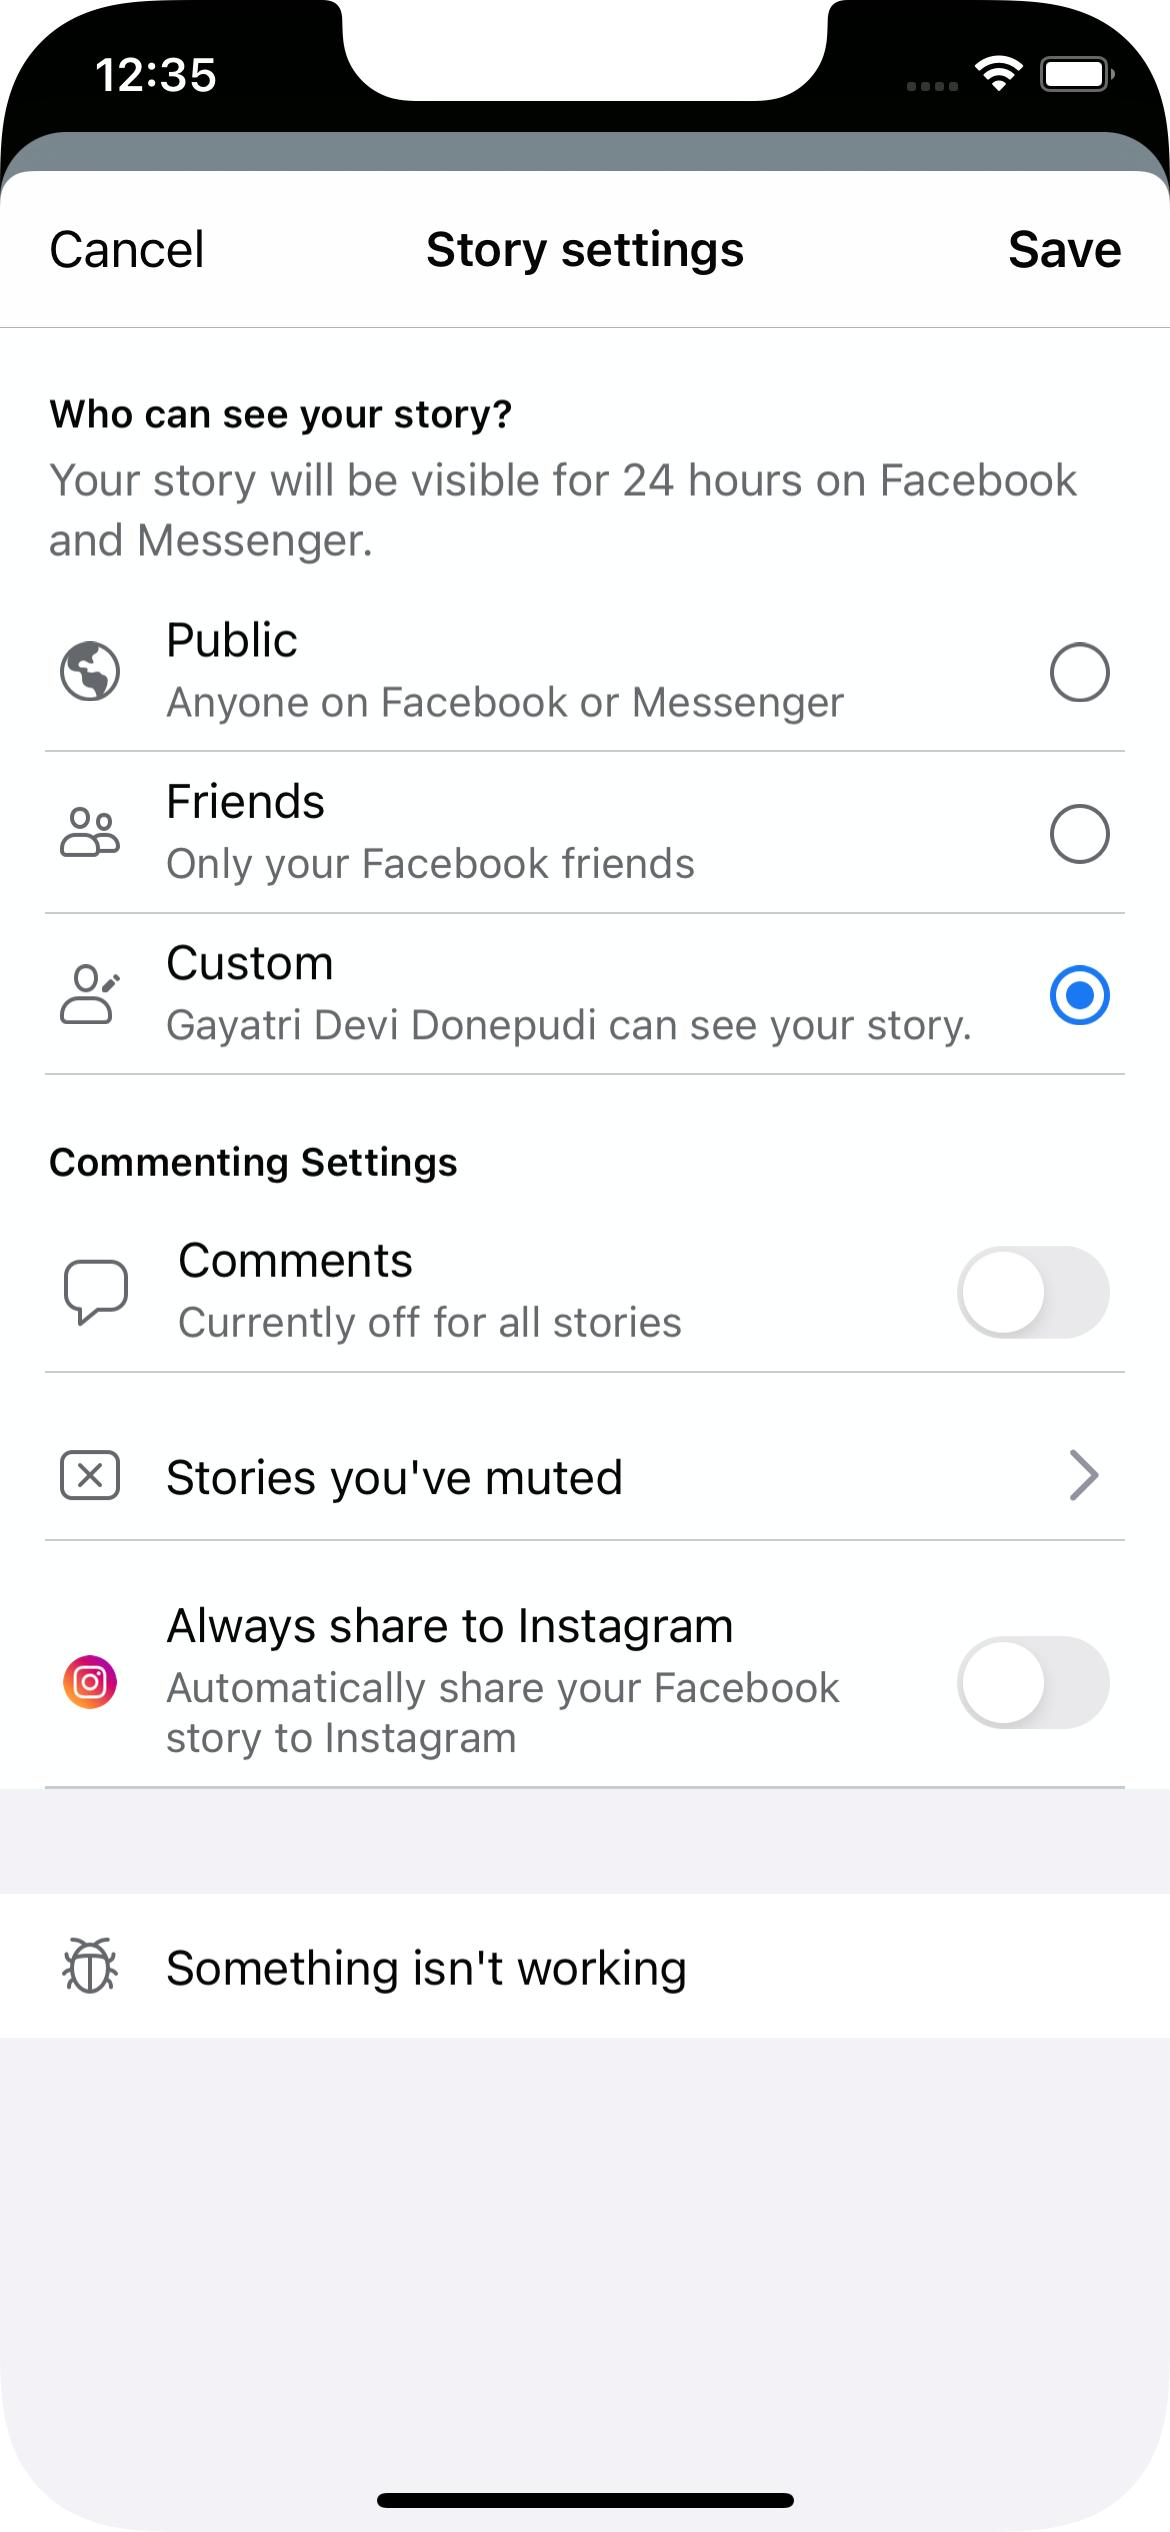 12:35
Cancel
Story settings
Save
Who can see your story?
Your story will be visible for 24 hours on Facebook
and Messenger.
Public
Anyone on Facebook or Messenger
Friends
Only your Facebook friends
Custom
Gayatri Devi Donepudi can see your story.
Commenting Settings
Comments
Currently off for all stories
Stories you've muted
Always share to Instagram
Automatically share your Facebook
story to Instagram
Something isn't working